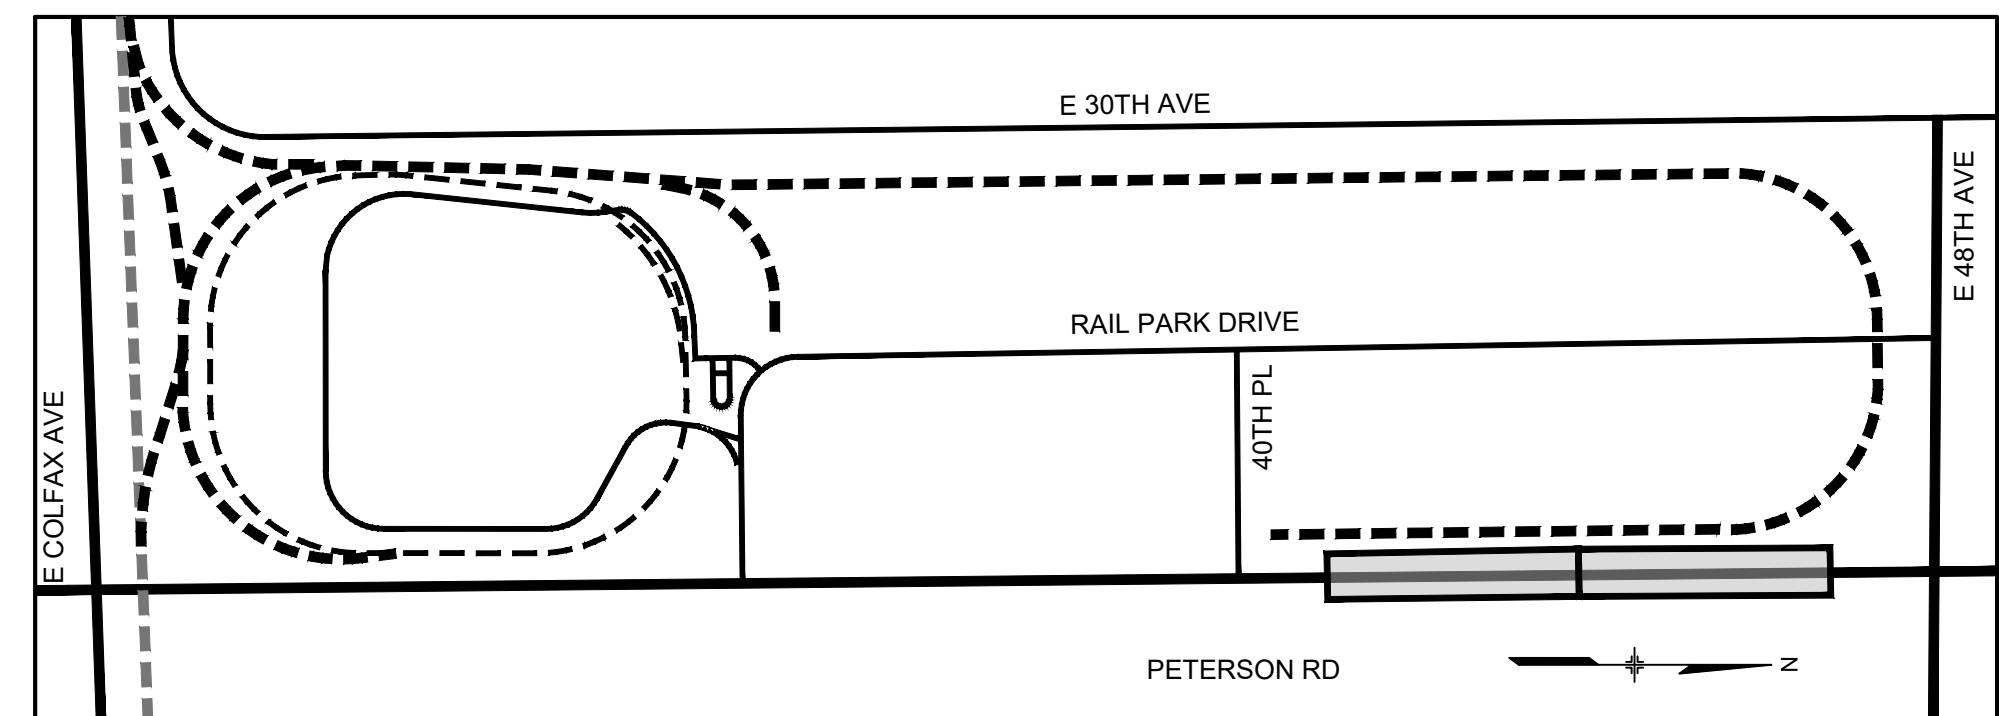 E 30TH AVE
E 48TH AVE
RAIL PARK DRIVE
40TH PL
E COLFAX AVE
PETERSON RD
N